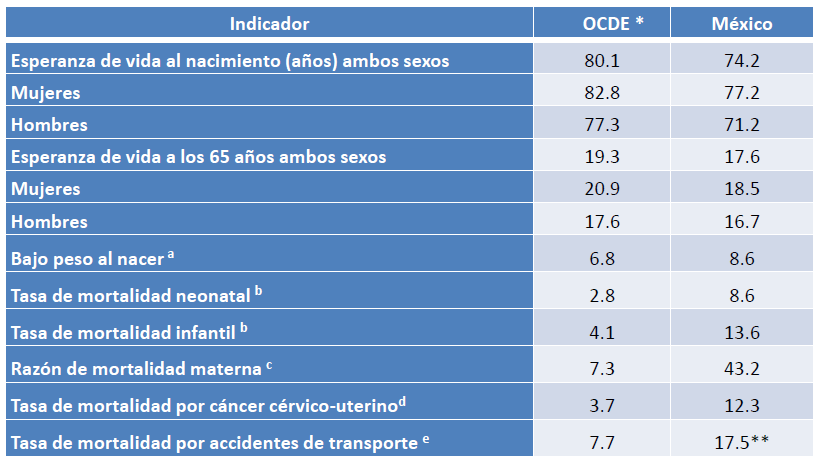 Indicador OCDE * México
Esperanza de vida al nacimiento (años) ambos sexos 80.1 74.2
Mujeres 82.8 77.2
Hombres 77.3 71.2
Esperanza de vida a los 65 años ambos sexos 19.3 17.6
Mujeres 20.9 18.5
Hombres 17.6 16.7
Bajo peso al nacer a 6.8 8.6
Tasa de mortalidad neonatal b 2.8 8.6
Tasa de mortalidad infantil b 4.1 13.6
Razón de mortalidad materna c 7.3 43.2
Tasa de mortalidad por cáncer cérvico-uterinod 3.7 12.3
Tasa de mortalidad por accidentes de transporte e 7.7 17.5**